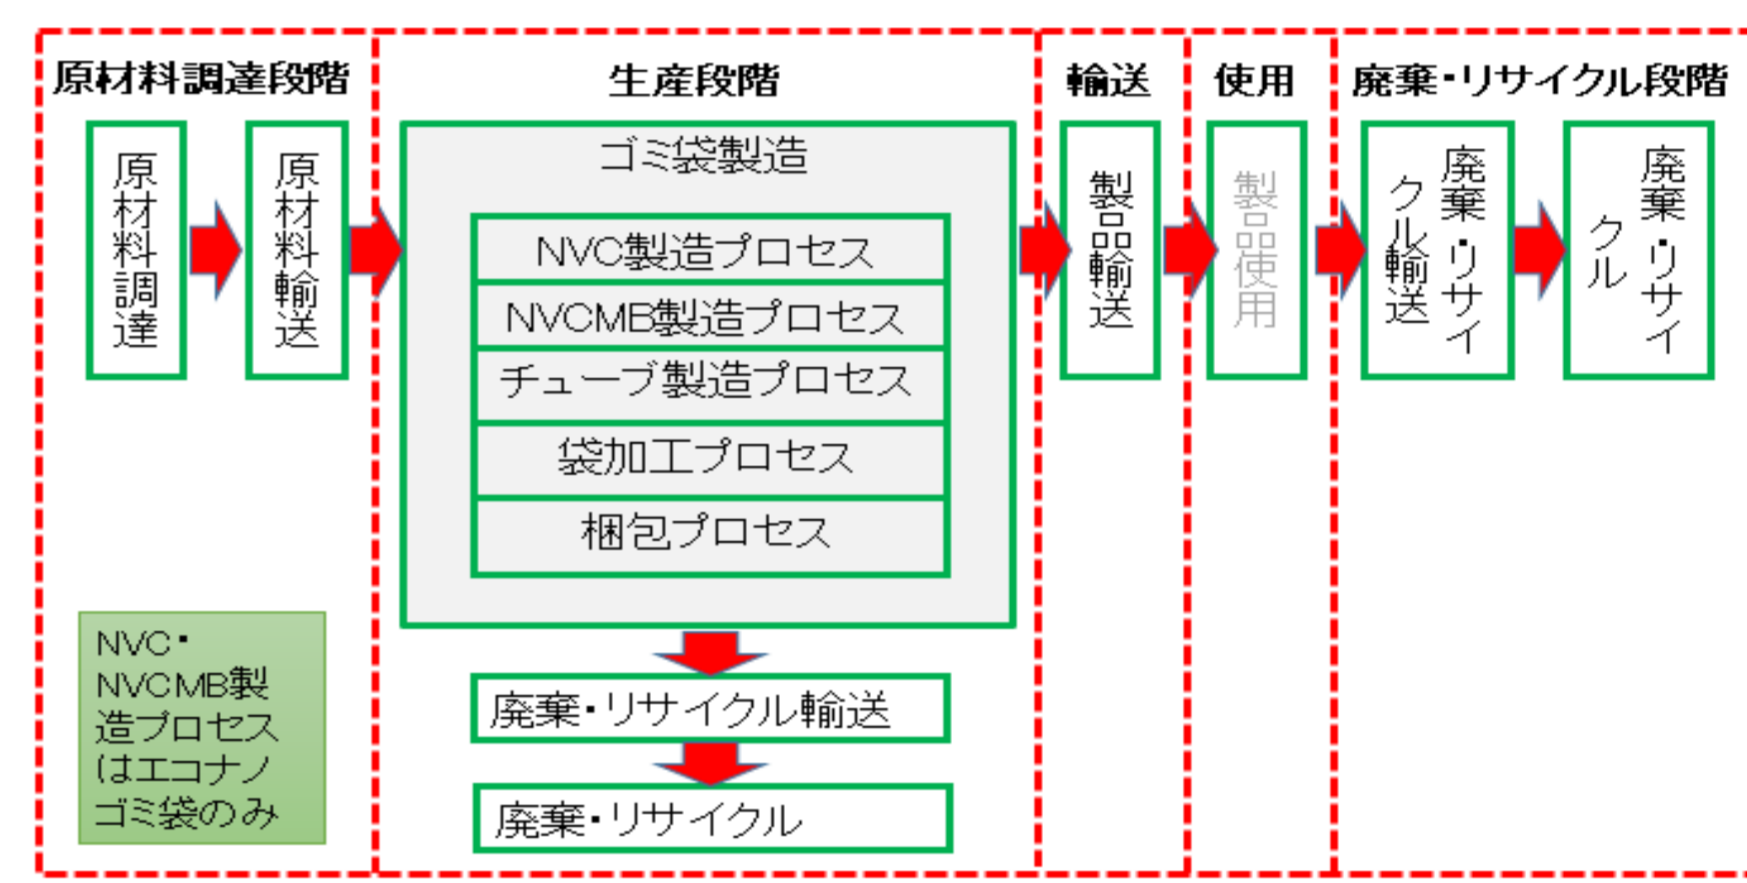 原材料調達段階
生産段階
輸送
使用
廃棄・リサイクル段階
原材料調達
原材料輸送
ゴミ袋製造
NVC製造プロセス
NVCMB製造プロセス
チューブ製造プロセス
袋加工プロセス
梱包プロセス
廃棄・リサイクル輸送
廃棄・リサイクル
製品輸送
製品使用
廃棄・リサイ
クル輸送
廃棄・リサイ
クル
NVC・
NVCMB製
造プロセス
はエコナノ
ゴミ袋のみ